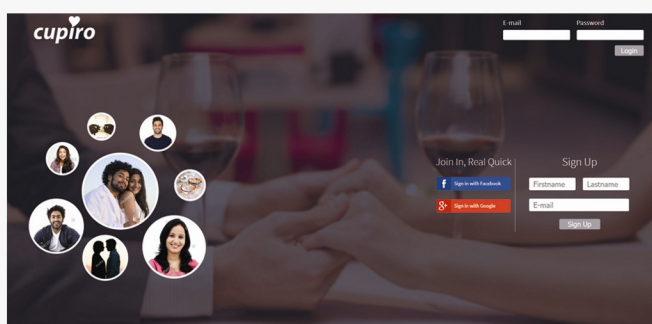 cupiro
E-mail Password
Login
Join In, Real Quick
Sign in with Facebook
Sign in with Google
Sign Up
Firstname Lastname
E-mail
Sign Up